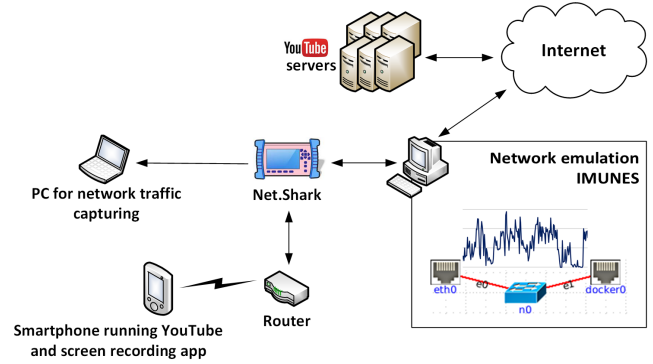 YouTube
servers
Internet
Network emulation
IMUNES
PC for network traffic
capturing
Net.Shark
eth0
e0
e1
docker0
n0
Router
Smartphone running YouTube
and screen recording app